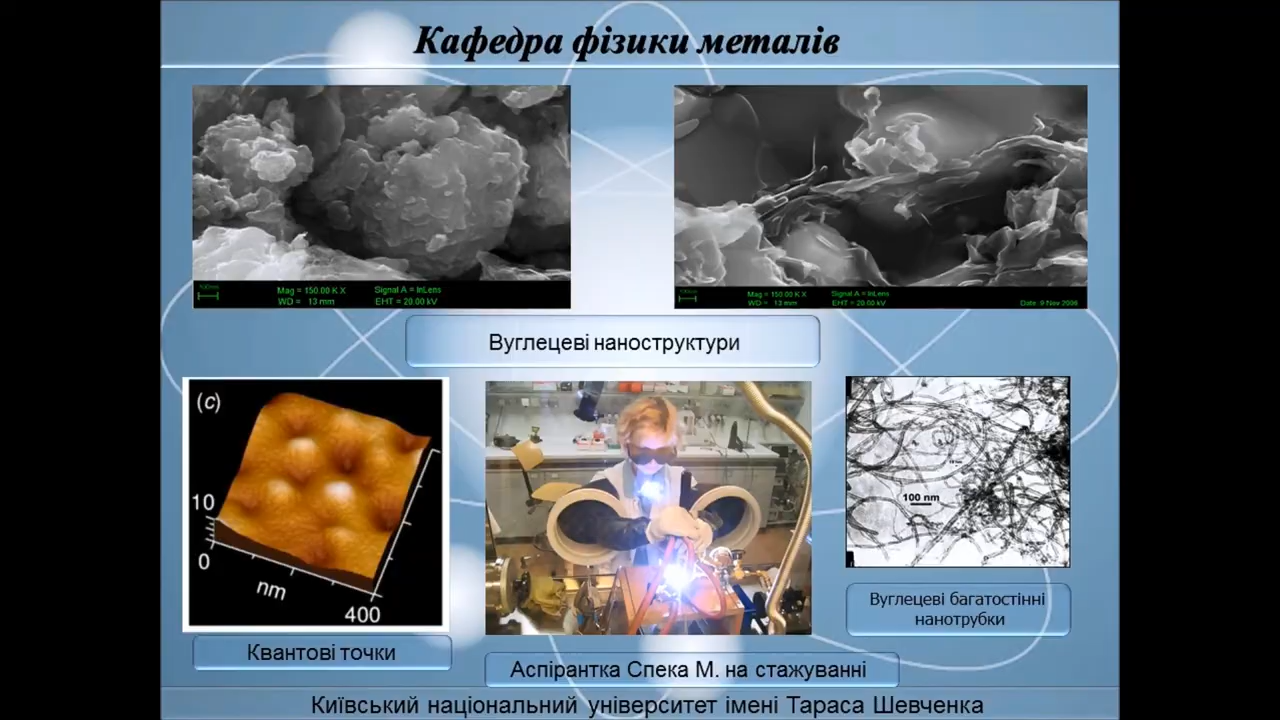 Кафедра фізики металів
Mag = 150.00 K X Signal A = InLens
WD = 13 mm EHT = 20.00 kV
Mag = 150.00 K X Signal A = InLens
WD = 13 mm EHT = 20.00 kV Date :9 Nov 2006
Вуглецеві наноструктури
(c)
10
0
nm
400
100 nm
Вуглецеві багатостінні
нанотрубки
Квантові точки
Аспірантка Спека М. на стажуванні
Київський національний університет імені Тараса Шевченка